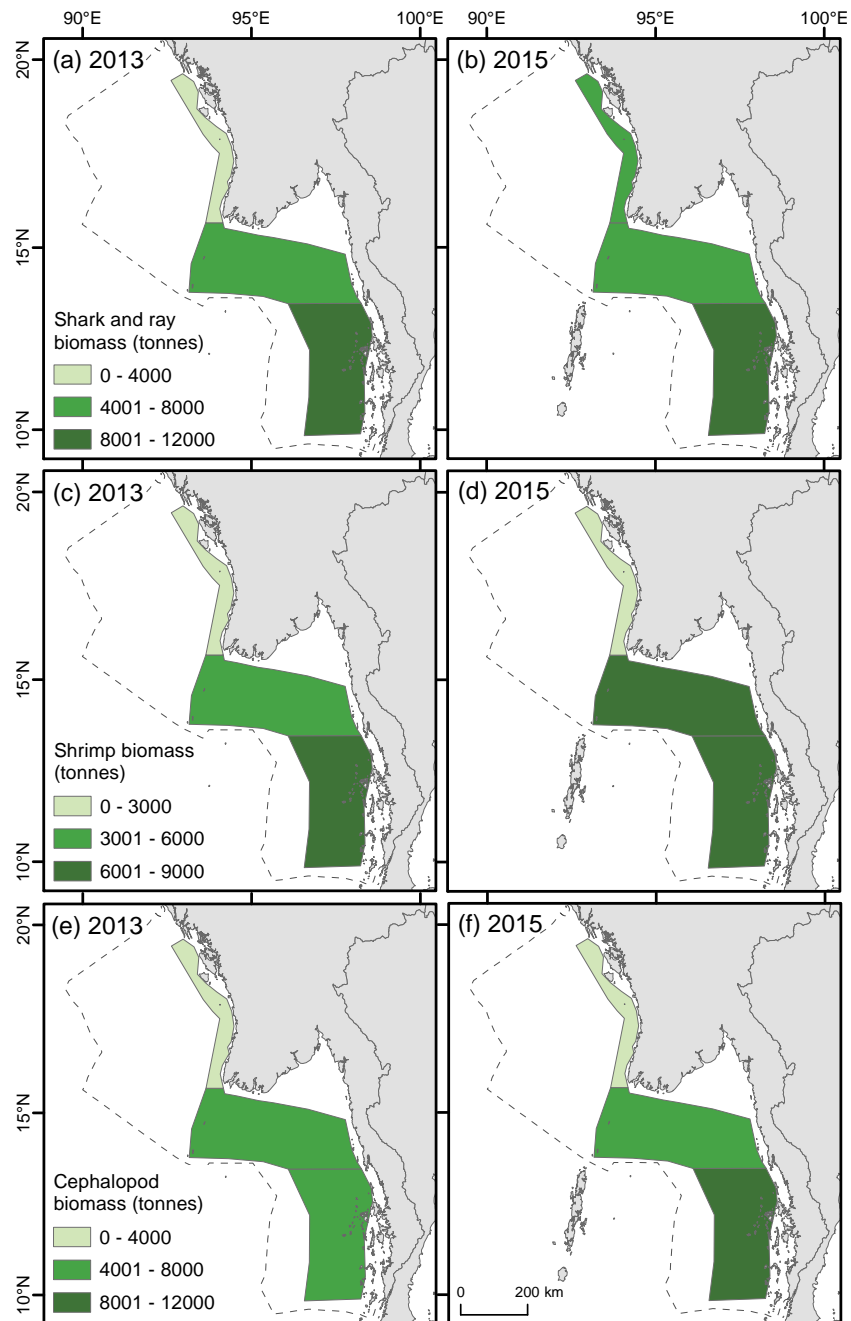 90°E 95°E 100°E 90°E 95°E 100°E
20°N
15°N
10°N
(a) 2013
Shark and ray
biomass (tonnes)
0 - 4000
4001 - 8000
8001 - 12000
(b) 2015
20°N
15°N
10°N
(c) 2013
Shrimp biomass
(tonnes)
0 - 3000
3001 - 6000
6001 - 9000
(d) 2015
20°N
15°N
10°N
(e) 2013
Cephalopod
biomass (tonnes)
0 - 4000
4001 - 8000
8001 - 12000
(f) 2015
0 200 km